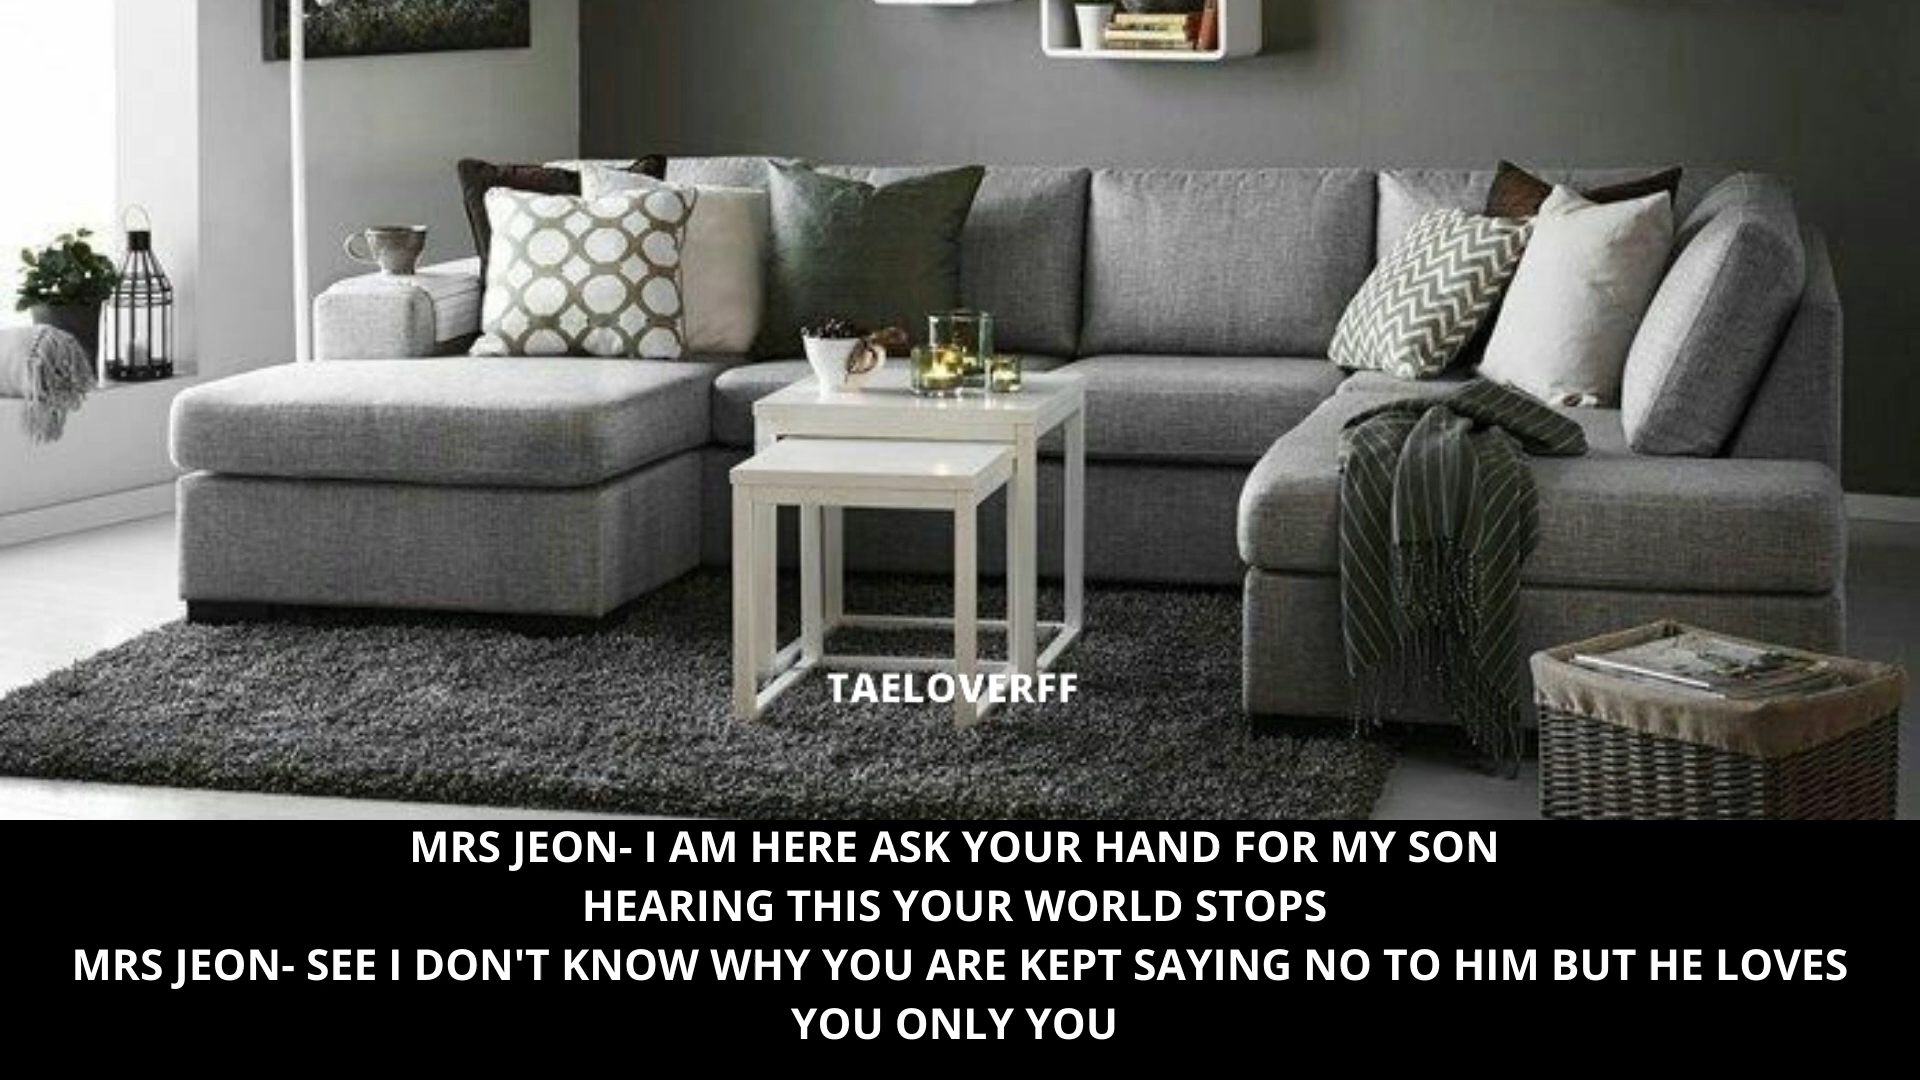 TAELOVERFF
MRS JEON- I AM HERE ASK YOUR HAND FOR MY SON
HEARING THIS YOUR WORLD STOPS
MRS JEON- SEE I DON'T KNOW WHY YOU ARE KEPT SAYING NO TO HIM BUT HE LOVES
YOU ONLY YOU